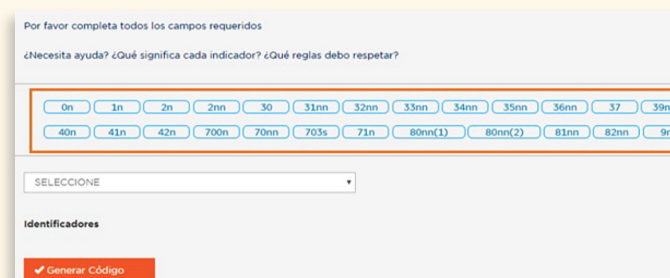 Por favor completa todos los campos requeridos
¿Necesita ayuda? ¿Qué significa cada indicador? ¿Qué reglas debo respetar?
0n 1n 2n 2nn 30 31nn 32nn 33nn 34nn 35nn 36nn 37 39n
40n 41n 42n 700n 70nn 703s 71n 80nn(1) 80nn(2) 81nn 82nn 9n
SELECCIONE
Identificadores
✔ Generar Código